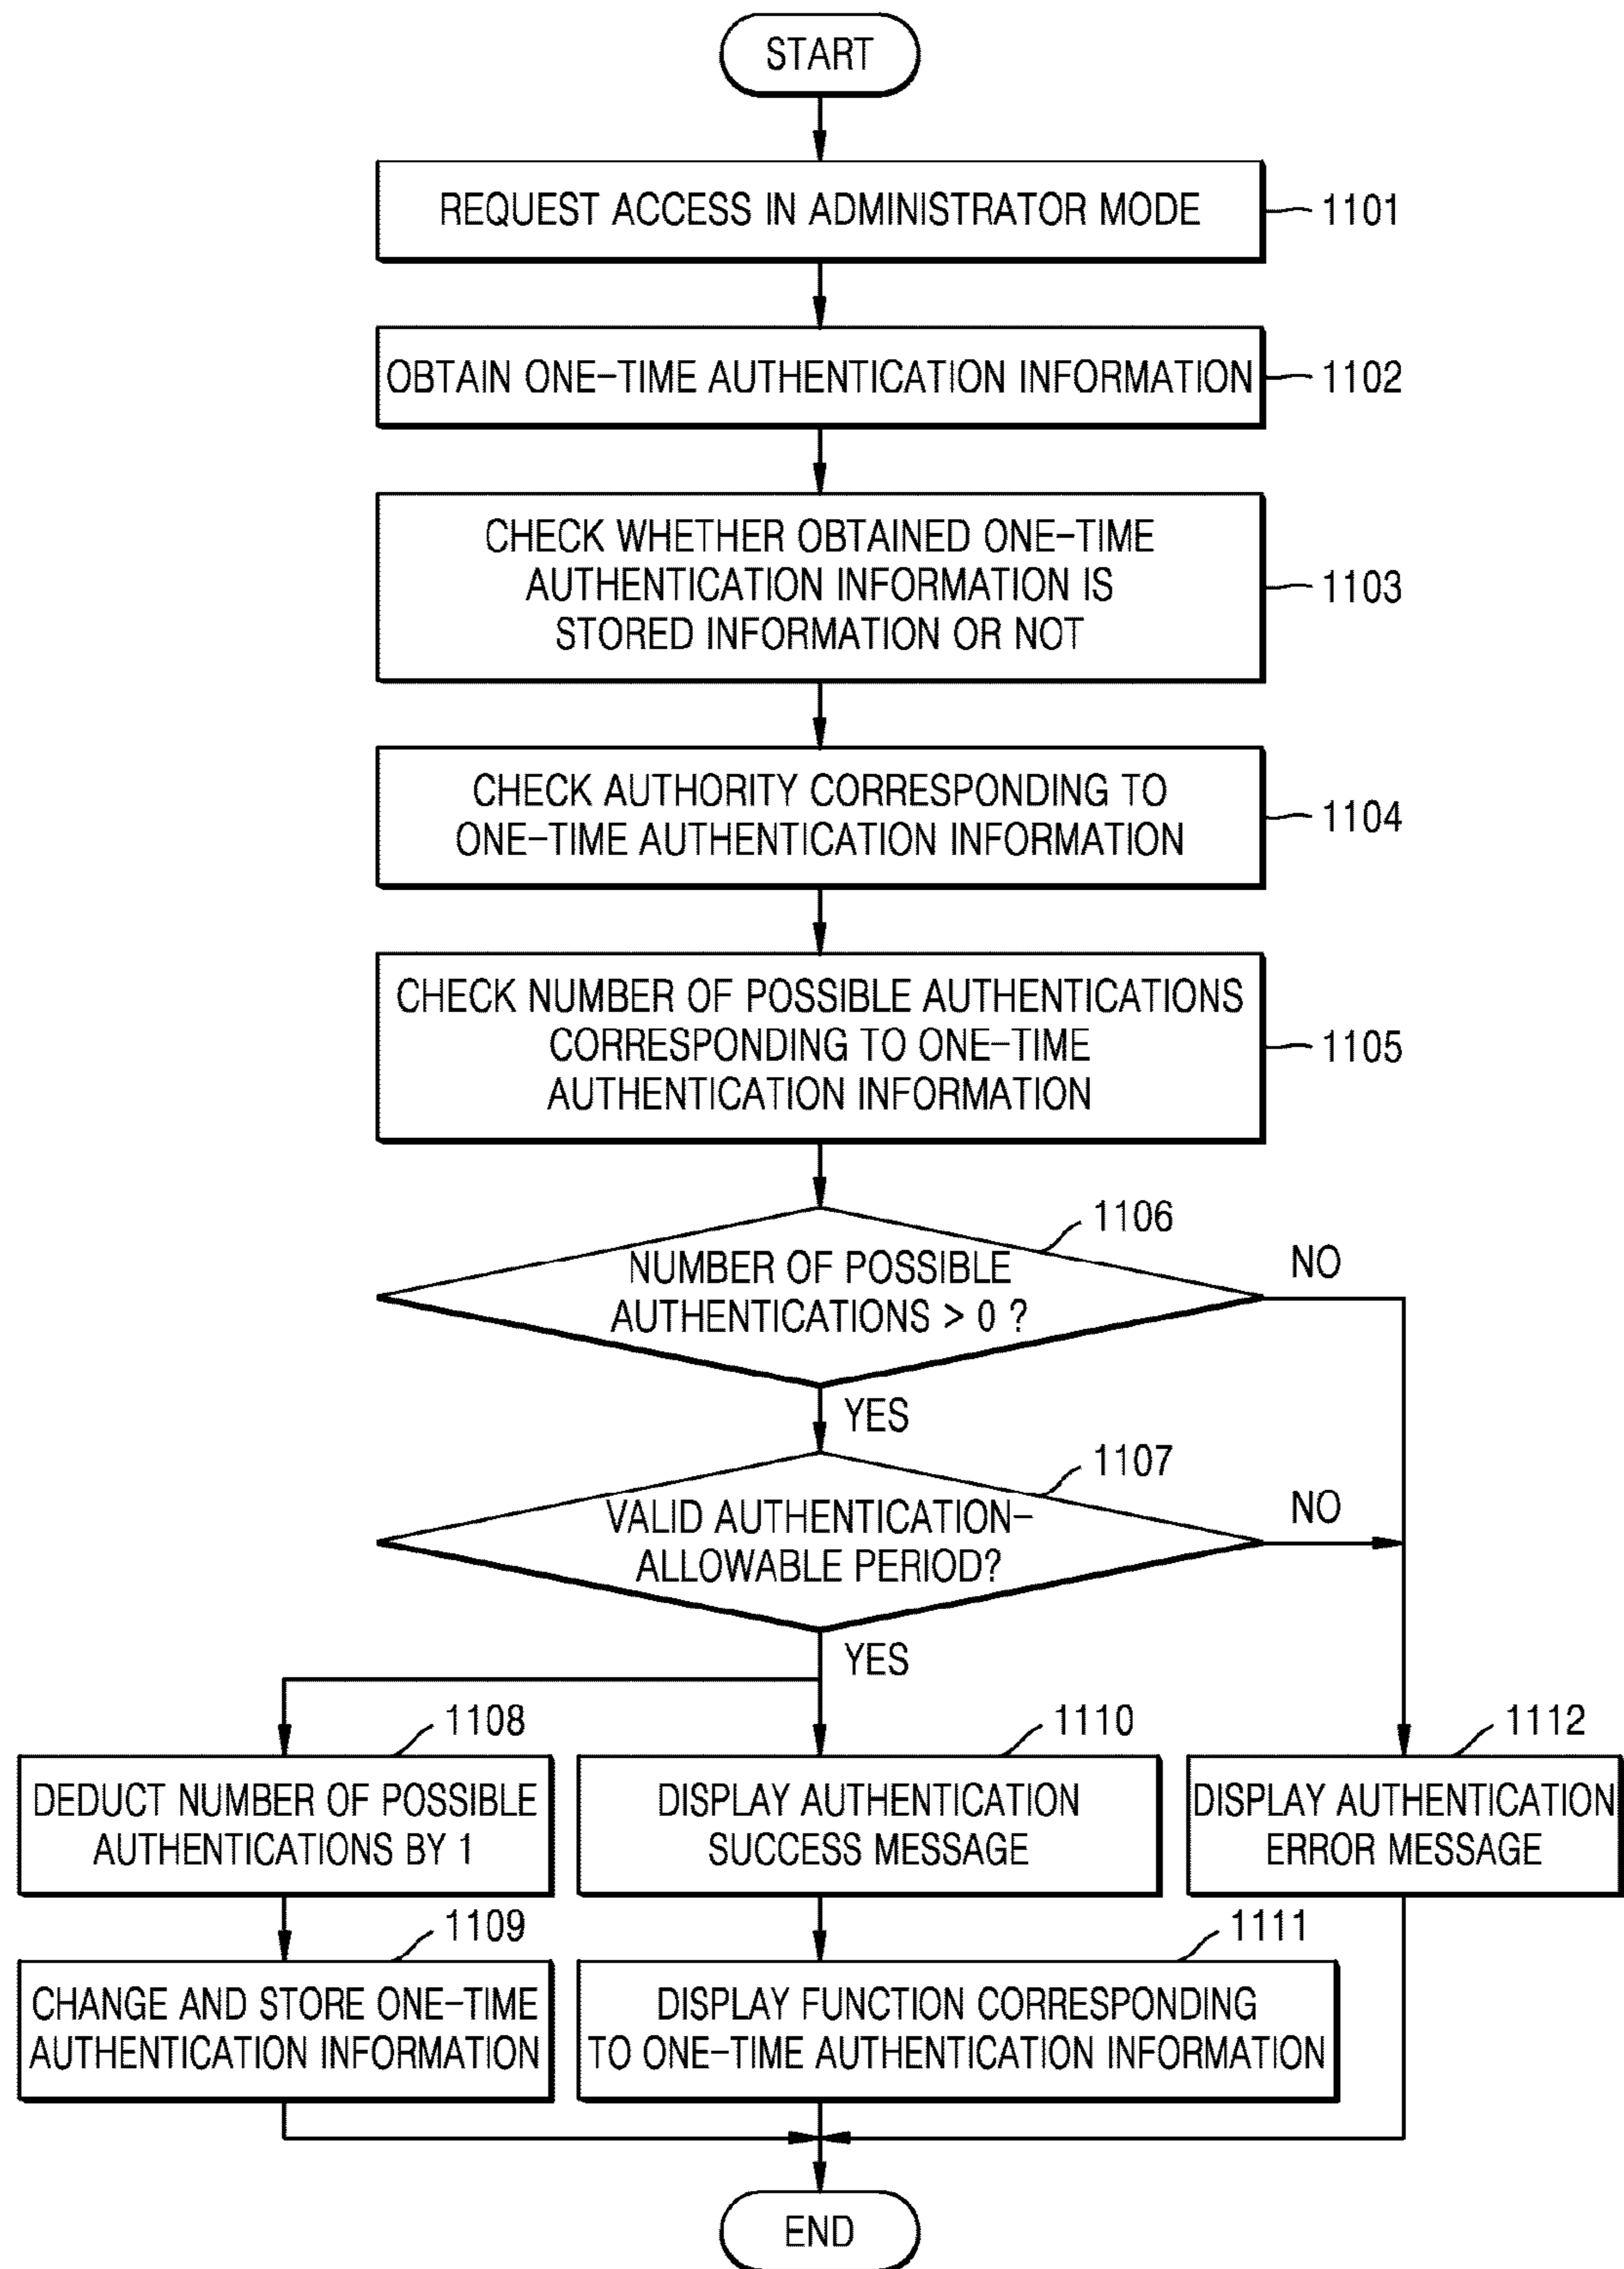 START
REQUEST ACCESS IN ADMINISTRATOR MODE
1101
OBTAIN ONE-TIME AUTHENTICATION INFORMATION
1102
CHECK WHETHER OBTAINED ONE-TIME
AUTHENTICATION INFORMATION IS
STORED INFORMATION OR NOT
1103
CHECK AUTHORITY CORRESPONDING TO
ONE-TIME AUTHENTICATION INFORMATION
1104
CHECK NUMBER OF POSSIBLE AUTHENTICATIONS
CORRESPONDING TO ONE-TIME
AUTHENTICATION INFORMATION
1105
1106
NUMBER OF POSSIBLE
AUTHENTICATIONS > 0 ?
NO
YES
1107
VALID AUTHENTICATION-
ALLOWABLE PERIOD?
NO
YES
1108
DEDUCT NUMBER OF POSSIBLE
AUTHENTICATIONS BY 1
1110
DISPLAY AUTHENTICATION
SUCCESS MESSAGE
1112
DISPLAY AUTHENTICATION
ERROR MESSAGE
1109
CHANGE AND STORE ONE-TIME
AUTHENTICATION INFORMATION
1111
DISPLAY FUNCTION CORRESPONDING
TO ONE-TIME AUTHENTICATION INFORMATION
END